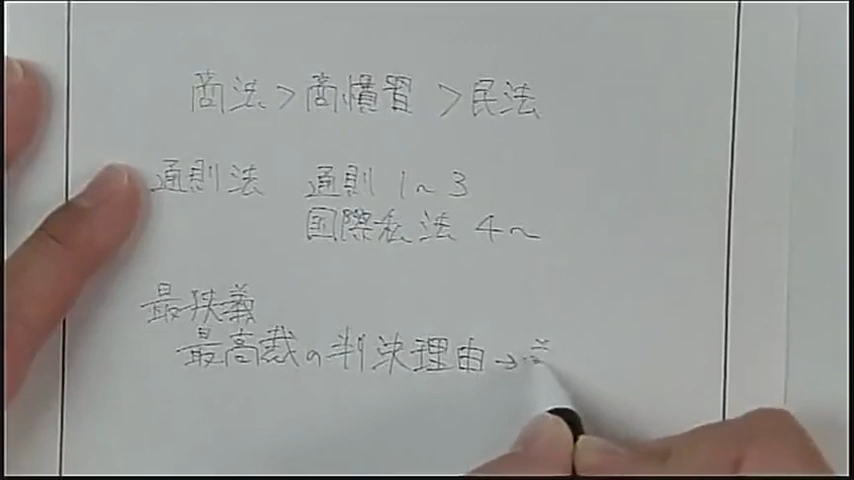 商法>商慣習>民法
通則法 通則 1~3
国際私法 4~
最狭義
最高裁の判決理由→